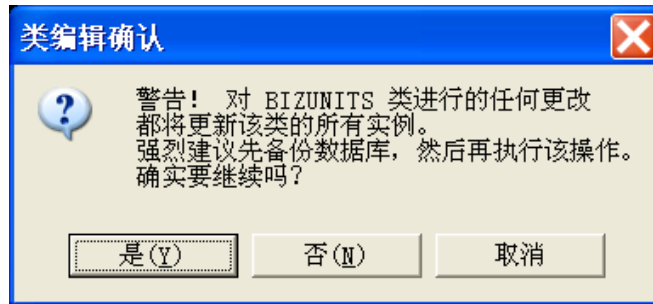 类编辑确认
警告! 对 BIZUNITS 类进行的任何更改
都将更新该类的所有实例。
强烈建议先备份数据库, 然后再执行该操作。
确实要继续吗?
是(Y) 否(N) 取消